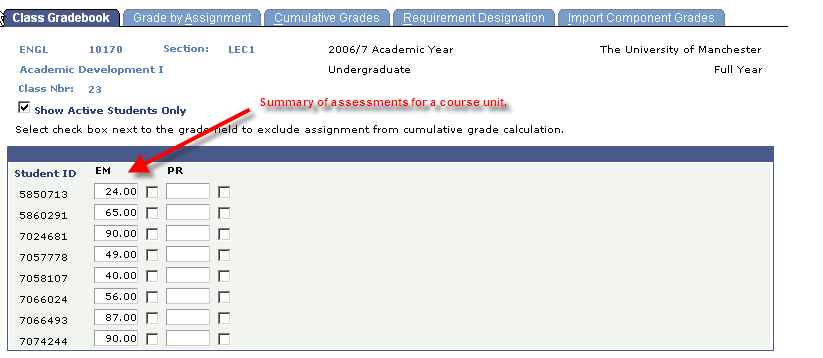 Class Gradebook Grade by Assignment Cumulative Grades Requirement Designation Import Component Grades
ENGL 10170 Section: LEC1 2006/7 Academic Year The University of Manchester
Academic Development I Undergraduate Full Year
Class Nbr: 23
Show Active Students Only
Summary of assessments for a course unit.
Select check box next to the grade field to exclude assignment from cumulative grade calculation.
Student ID EM PR
5850713 24.00
5860291 65.00
7024681 90.00
7057778 49.00
7058107 40.00
7066024 56.00
7066493 87.00
7074244 90.00